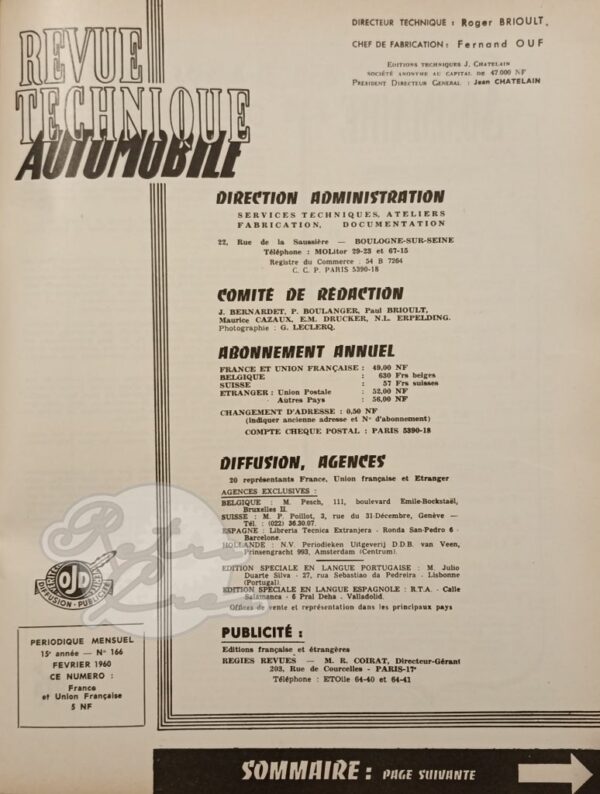 DIRECTEUR TECHNIQUE : Roger BRIOULT,
CHEF DE FABRICATION : Fernand OUF
EDITIONS TECHNIQUES J. CHATELAIN
SOCIÉTÉ ANONYME AU CAPITAL DE 47 000 NF
PRESIDENT DIRECTEUR GENERAL : Jean CHATELAIN
REVUE
TECHNIQUE
AUTOMOBILE
DIRECTION ADMINISTRATION
SERVICES TECHNIQUES, ATELIERS
FABRICATION, DOCUMENTATION
22, Rue de la Saussière — BOULOGNE-SUR-SEINE
Téléphone : MOLitor 29-23 et 67-15
Registre du Commerce : 54 B 7264
C. C. P. PARIS 5390-18
COMITÉ DE RÉDACTION
J. BERNARDET, P. BOULANGER, Paul BRIOULT,
Maurice CAZAUX, E.M. DRUCKER, N.L. ERPELDING.
Photographie : G. LECLERQ.
ABONNEMENT ANNUEL
FRANCE ET UNION FRANÇAISE : 49,00 NF
BELGIQUE : 630 Frs belges
SUISSE : 57 Frs suisses
ETRANGER : Union Postale : 52,00 NF
- Autres Pays : 56,00 NF
CHANGEMENT D'ADRESSE : 0,50 NF
(indiquer ancienne adresse et N° d'abonnement)
COMPTE CHEQUE POSTAL : PARIS 5390-18
DIFFUSION, AGENCES
20 représentants France, Union française et Etranger
AGENCES EXCLUSIVES :
BELGIQUE : M. Pesch, 111, boulevard Emile-Bockstaël,
Bruxelles II.
SUISSE : M. P. Poillot, 3, rue du 31-Décembre, Genève —
Tél. : (022) 36.30.07.
ESPAGNE : Libreria Tecnica Extranjera - Ronda San-Pedro 6 -
Barcelone.
HOLLANDE : N.V. Periodieken Uitgeverij D.D.B. van Veen,
Prinsengracht 993, Amsterdam (Centrum).
EDITION SPECIALE EN LANGUE PORTUGAISE : M. Julio
Duarte Silva - 27, rua Sebastiao da Pedreira - Lisbonne
(Portugal).
EDITION SPECIALE EN LANGUE ESPAGNOLE : R.T.A. - Calle
Salamanca - 6 Pral Deha - Valladolid.
Offices de vente et représentation dans les principaux pays
PUBLICITÉ :
Editions française et étrangères
REGIES REVUES — M. R. COIRAT, Directeur-Gérant
203, Rue de Courcelles - PARIS-17e
Téléphone : ETOile 64-40 et 64-41
OJD
DIFFUSION - PUBLICITÉ
PERIODIQUE MENSUEL
15e année — N° 166
FEVRIER 1960
CE NUMERO :
France
et Union Française
5 NF
SOMMAIRE : PAGE SUIVANTE